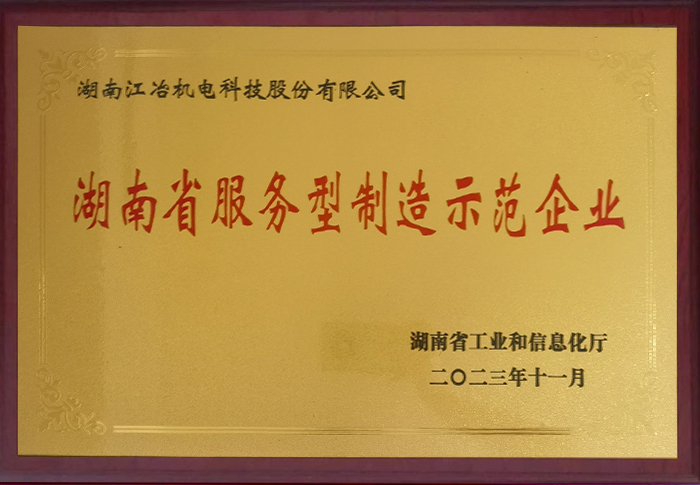 湖南江冶机电科技股份有限公司
湖南省服务型制造示范企业
湖南省工业和信息化厅
二〇二三年十一月